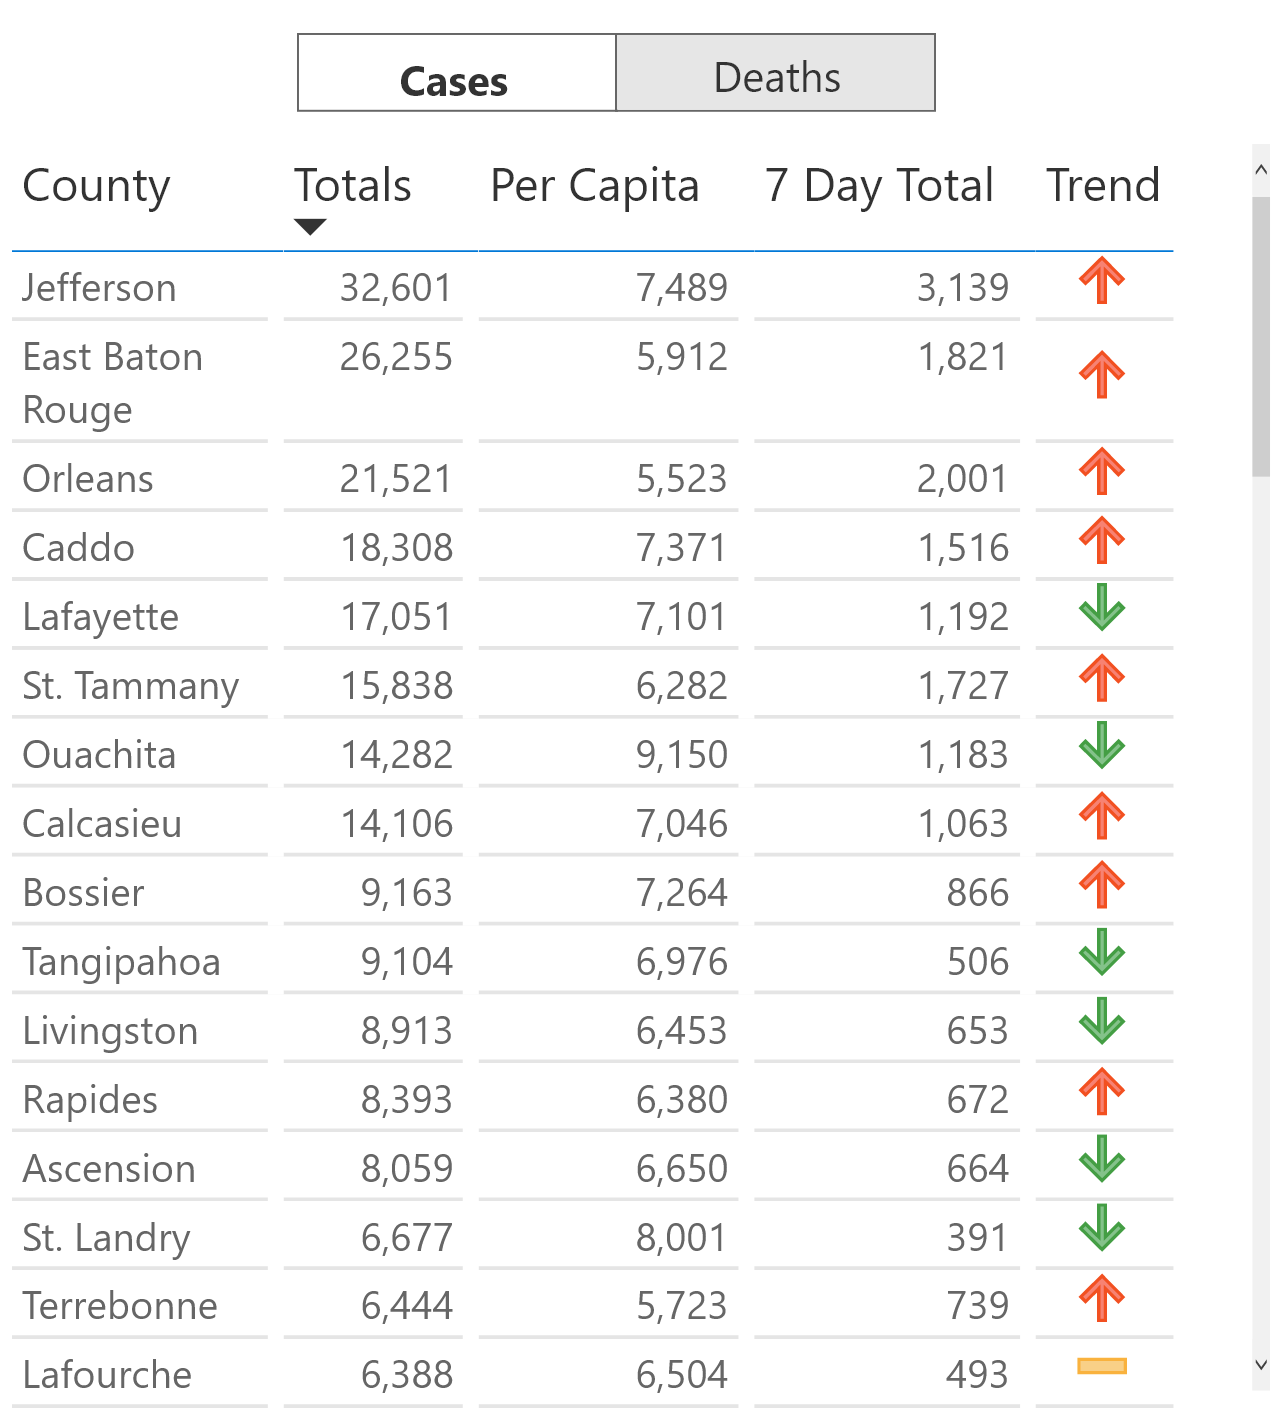 Cases Deaths
County Totals Per Capita 7 Day Total Trend
Jefferson 32,601 7,489 3,139
East Baton 26,255 5,912 1,821
Rouge
Orleans 21,521 5,523 2,001
Caddo 18,308 7,371 1,516
Lafayette 17,051 7,101 1,192
St. Tammany 15,838 6,282 1,727
Ouachita 14,282 9,150 1,183
Calcasieu 14,106 7,046 1,063
Bossier 9,163 7,264 866
Tangipahoa 9,104 6,976 506
Livingston 8,913 6,453 653
Rapides 8,393 6,380 672
Ascension 8,059 6,650 664
St. Landry 6,677 8,001 391
Terrebonne 6,444 5,723 739
Lafourche 6,388 6,504 493